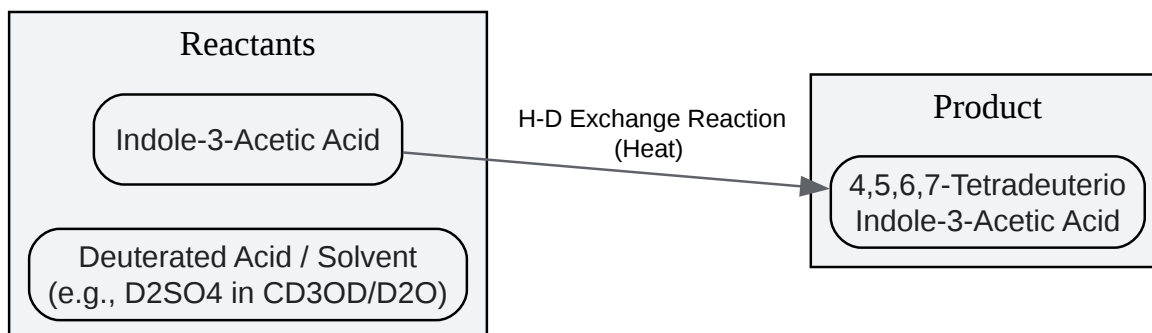 Reactants
Indole-3-Acetic Acid
Deuterated Acid / Solvent
(e.g., D2SO4 in CD3OD/D2O)
H-D Exchange Reaction
(Heat)
Product
4,5,6,7-Tetradeuterio
Indole-3-Acetic Acid